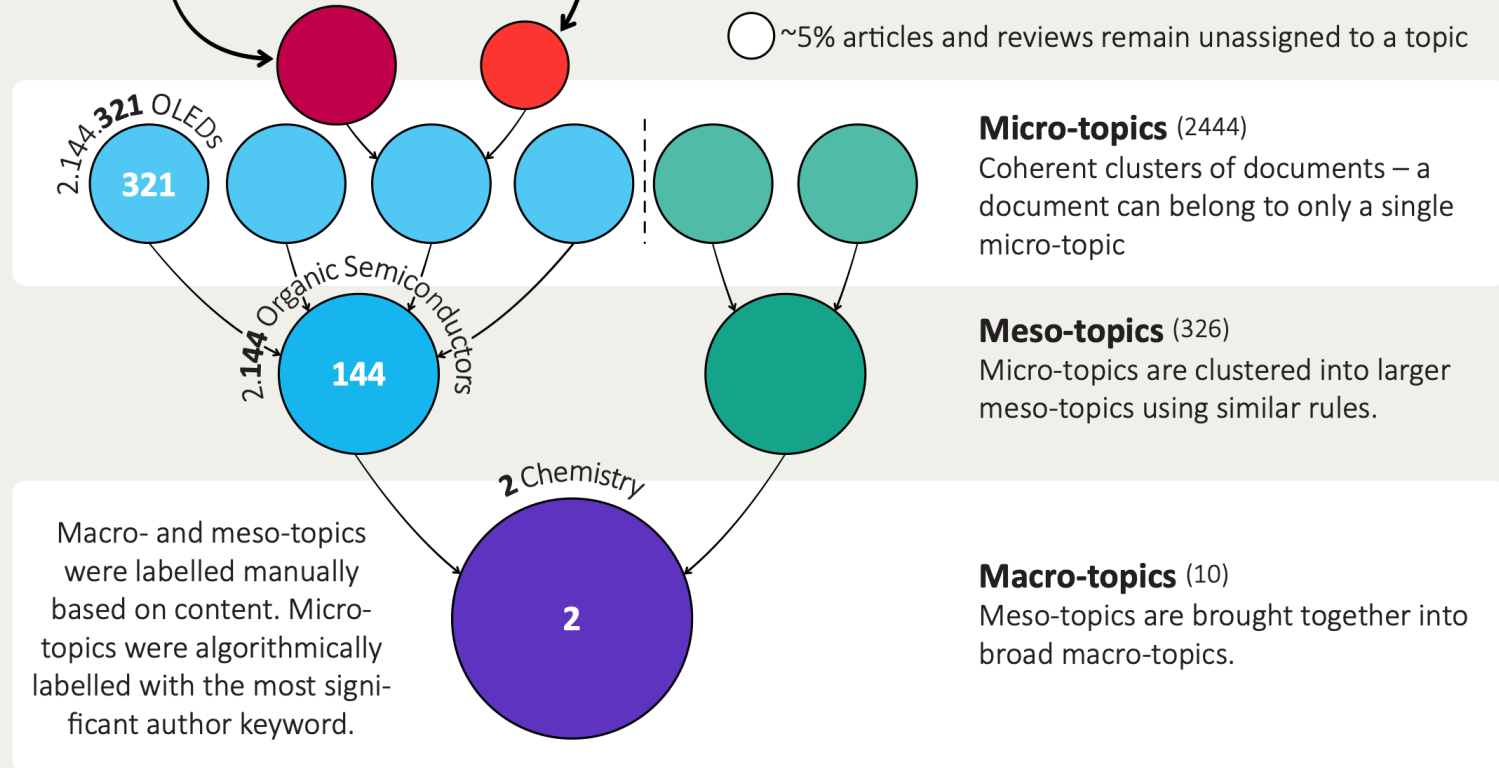 ~5% articles and reviews remain unassigned to a topic
2.144.321 OLEDs
321
Micro-topics (2444)
Coherent clusters of documents – a
document can belong to only a single
micro-topic
2.144 Organic Semiconductors
144
Meso-topics (326)
Micro-topics are clustered into larger
meso-topics using similar rules.
2 Chemistry
2
Macro- and meso-topics
were labelled manually
based on content. Micro-
topics were algorithmically
labelled with the most signi-
ficant author keyword.
Macro-topics (10)
Meso-topics are brought together into
broad macro-topics.